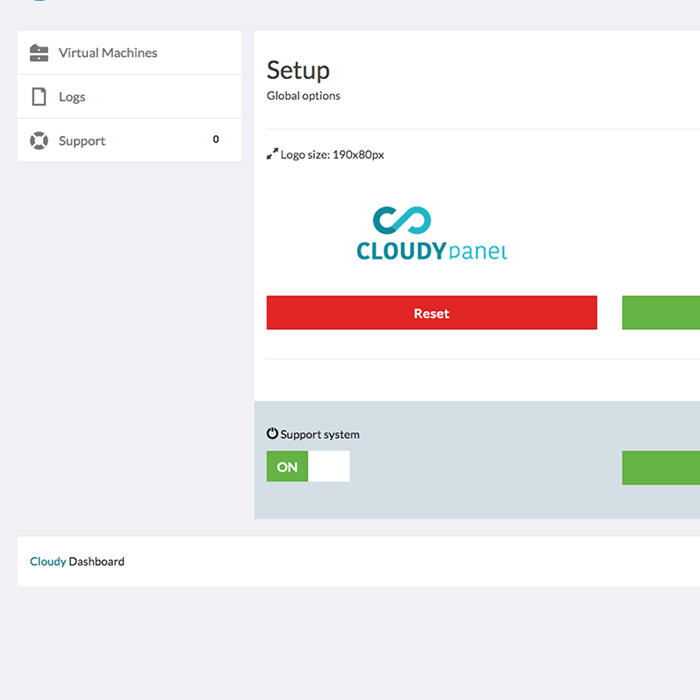 Virtual Machines
Logs
Support 0
Setup
Global options
Logo size: 190x80px
CLOUDYpanel
Reset
Support system
ON
Cloudy Dashboard